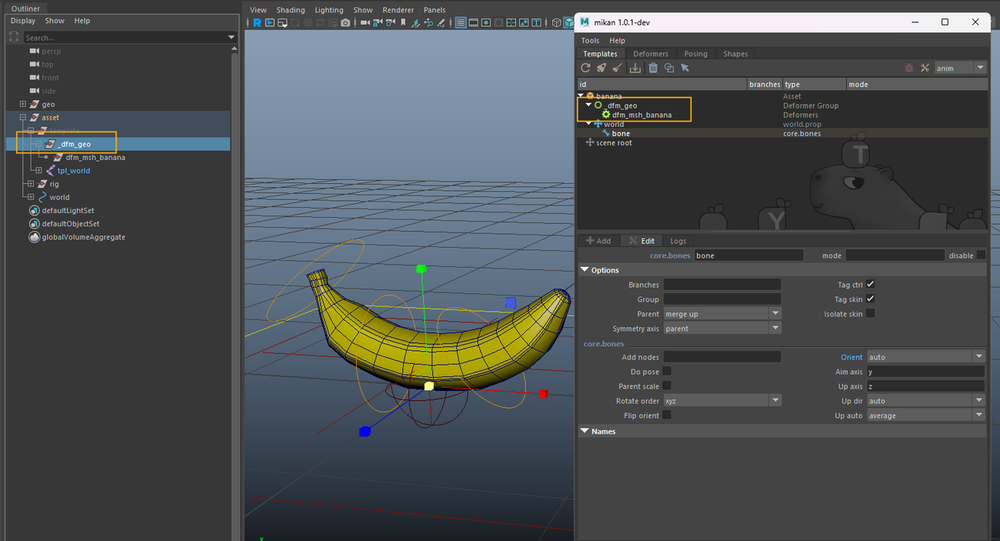 Outliner
Display Show Help
Search...
persp
top
front
side
geo
asset
template
_dfm_geo
dfm_msh_banana
tpl_world
rig
world
defaultLightSet
defaultObjectSet
globalVolumeAggregate
View Shading Lighting Show Renderer Panels
mikan 1.0.1-dev
Tools Help
Templates Deformers Posing Shapes
anim
id branches type mode
banana Asset
_dfm_geo Deformer Group
dfm_msh_banana Deformers
world world.prop
bone core.bones
scene root
T
Y
Add Edit Logs
core.bones bone mode disable
Options
Branches Tag ctrl
Group Tag skin
Parent merge up Isolate skin
Symmetry axis parent
core.bones
Add nodes Orient auto
Do pose Aim axis y
Parent scale Up axis z
Rotate order xyz Up dir auto
Flip orient Up auto average
Names
y